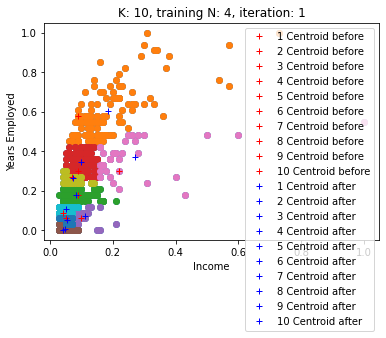 K: 10, training N: 4, iteration: 1
1.0
0.8
0.6
0.4
0.2
0.0
Years Employed
0.0
0.2
0.4
0.6
0.8
1.0
Income
1 Centroid before
2 Centroid before
3 Centroid before
4 Centroid before
5 Centroid before
6 Centroid before
7 Centroid before
8 Centroid before
9 Centroid before
10 Centroid before
1 Centroid after
2 Centroid after
3 Centroid after
4 Centroid after
5 Centroid after
6 Centroid after
7 Centroid after
8 Centroid after
9 Centroid after
10 Centroid after